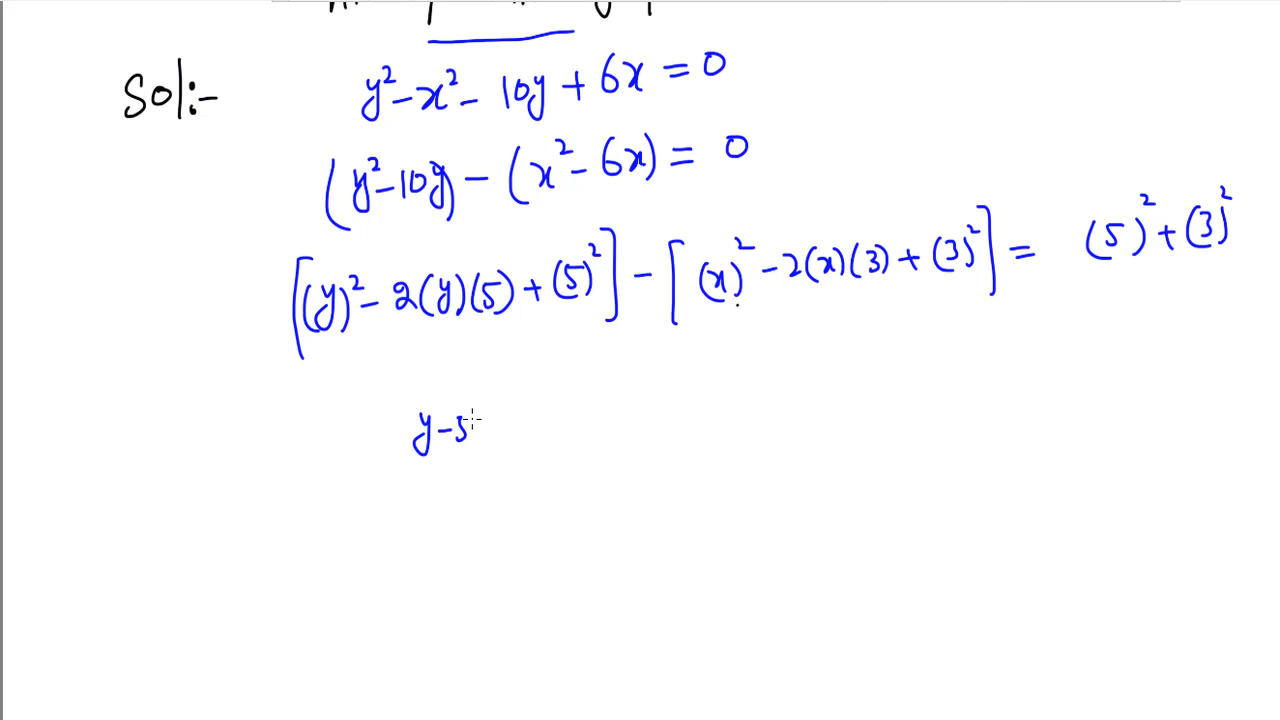 Sol:-
y² - x² - 10y + 6x = 0
(y² - 10y) - (x² - 6x) = 0
[(y)² - 2(y)(5) + (5)²] - [(x)² - 2(x)(3) + (3)²] = (5)² + (3)²
y - 5